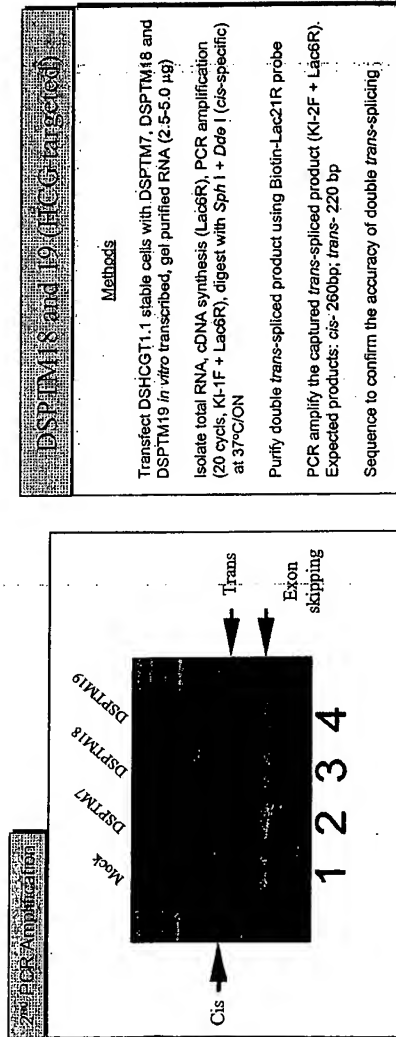 DSPTM18 and 19 (HCG targeted)
Methods
Transfect DSHCGT1.1 stable cells with DSPTM7, DSPTM18 and
DSPTM19 in vitro transcribed, gel purified RNA (2.5-5.0 µg)
Isolate total RNA, cDNA synthesis (Lac6R), PCR amplification
(20 cycls, KI-1F + Lac6R), digest with Sph I + Dde I (cis-specific)
at 37ºC/ON
Purify double trans-spliced product using Biotin-Lac21R probe
PCR amplify the captured trans-spliced product (KI-2F + Lac6R).
Expected products: cis- 260bp; trans- 220 bp
Sequence to confirm the accuracy of double trans-splicing
2nd PCR Amplification
Mock
DSPTM7
DSPTM18
DSPTM19
Cis
Trans
Exon
skipping
1 2 3 4